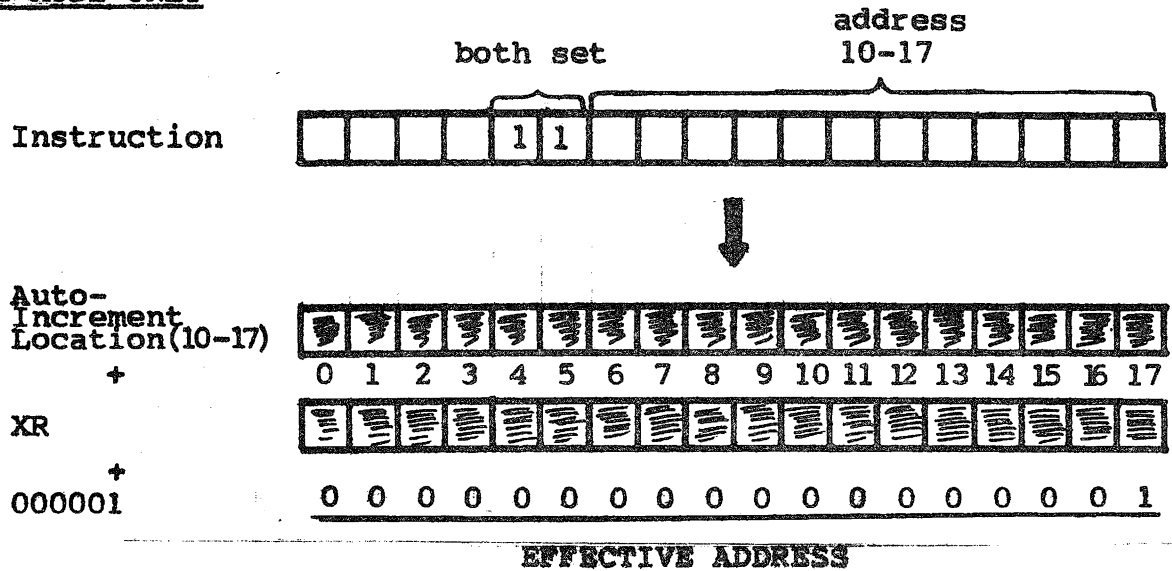 address
both set 10-17
Instruction 1 1
Auto-
Increment
Location(10-17)
+ 0 1 2 3 4 5 6 7 8 9 10 11 12 13 14 15 16 17
XR
+
000001 0 0 0 0 0 0 0 0 0 0 0 0 0 0 0 0 0 1
EFFECTIVE ADDRESS